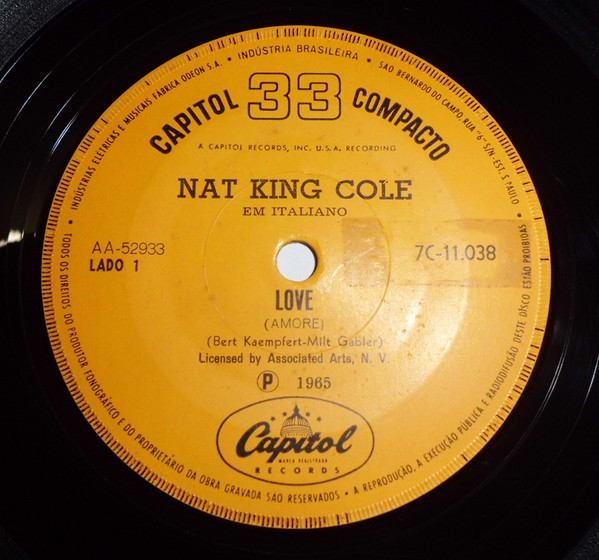 INDÚSTRIAS ELÉTRICAS E MUSICAIS FÁBRICA ODEON S.A. • INDÚSTRIA BRASILEIRA • SÃO BERNARDO DO CAMPO, RUA "6" S/N-EST. S. PAULO •
CAPITOL 33 COMPACTO
A CAPITOL RECORDS, INC. U.S.A. RECORDING
NAT KING COLE
EM ITALIANO
AA-52933
7C-11.038
LADO 1
LOVE
(AMORE)
(Bert Kaempfert-Milt Gabler)
Licensed by Associated Arts, N. V.
Ⓟ 1965
Capitol
MARCA REGISTRADA
RECORDS
• TODOS OS DIREITOS DO PRODUTOR FONOGRÁFICO E DO PROPRIETÁRIO DA OBRA GRAVADA SÃO RESERVADOS • A REPRODUÇÃO, A EXECUÇÃO PÚBLICA E RADIODIFUSÃO DESTE DISCO ESTÃO PROIBIDAS •